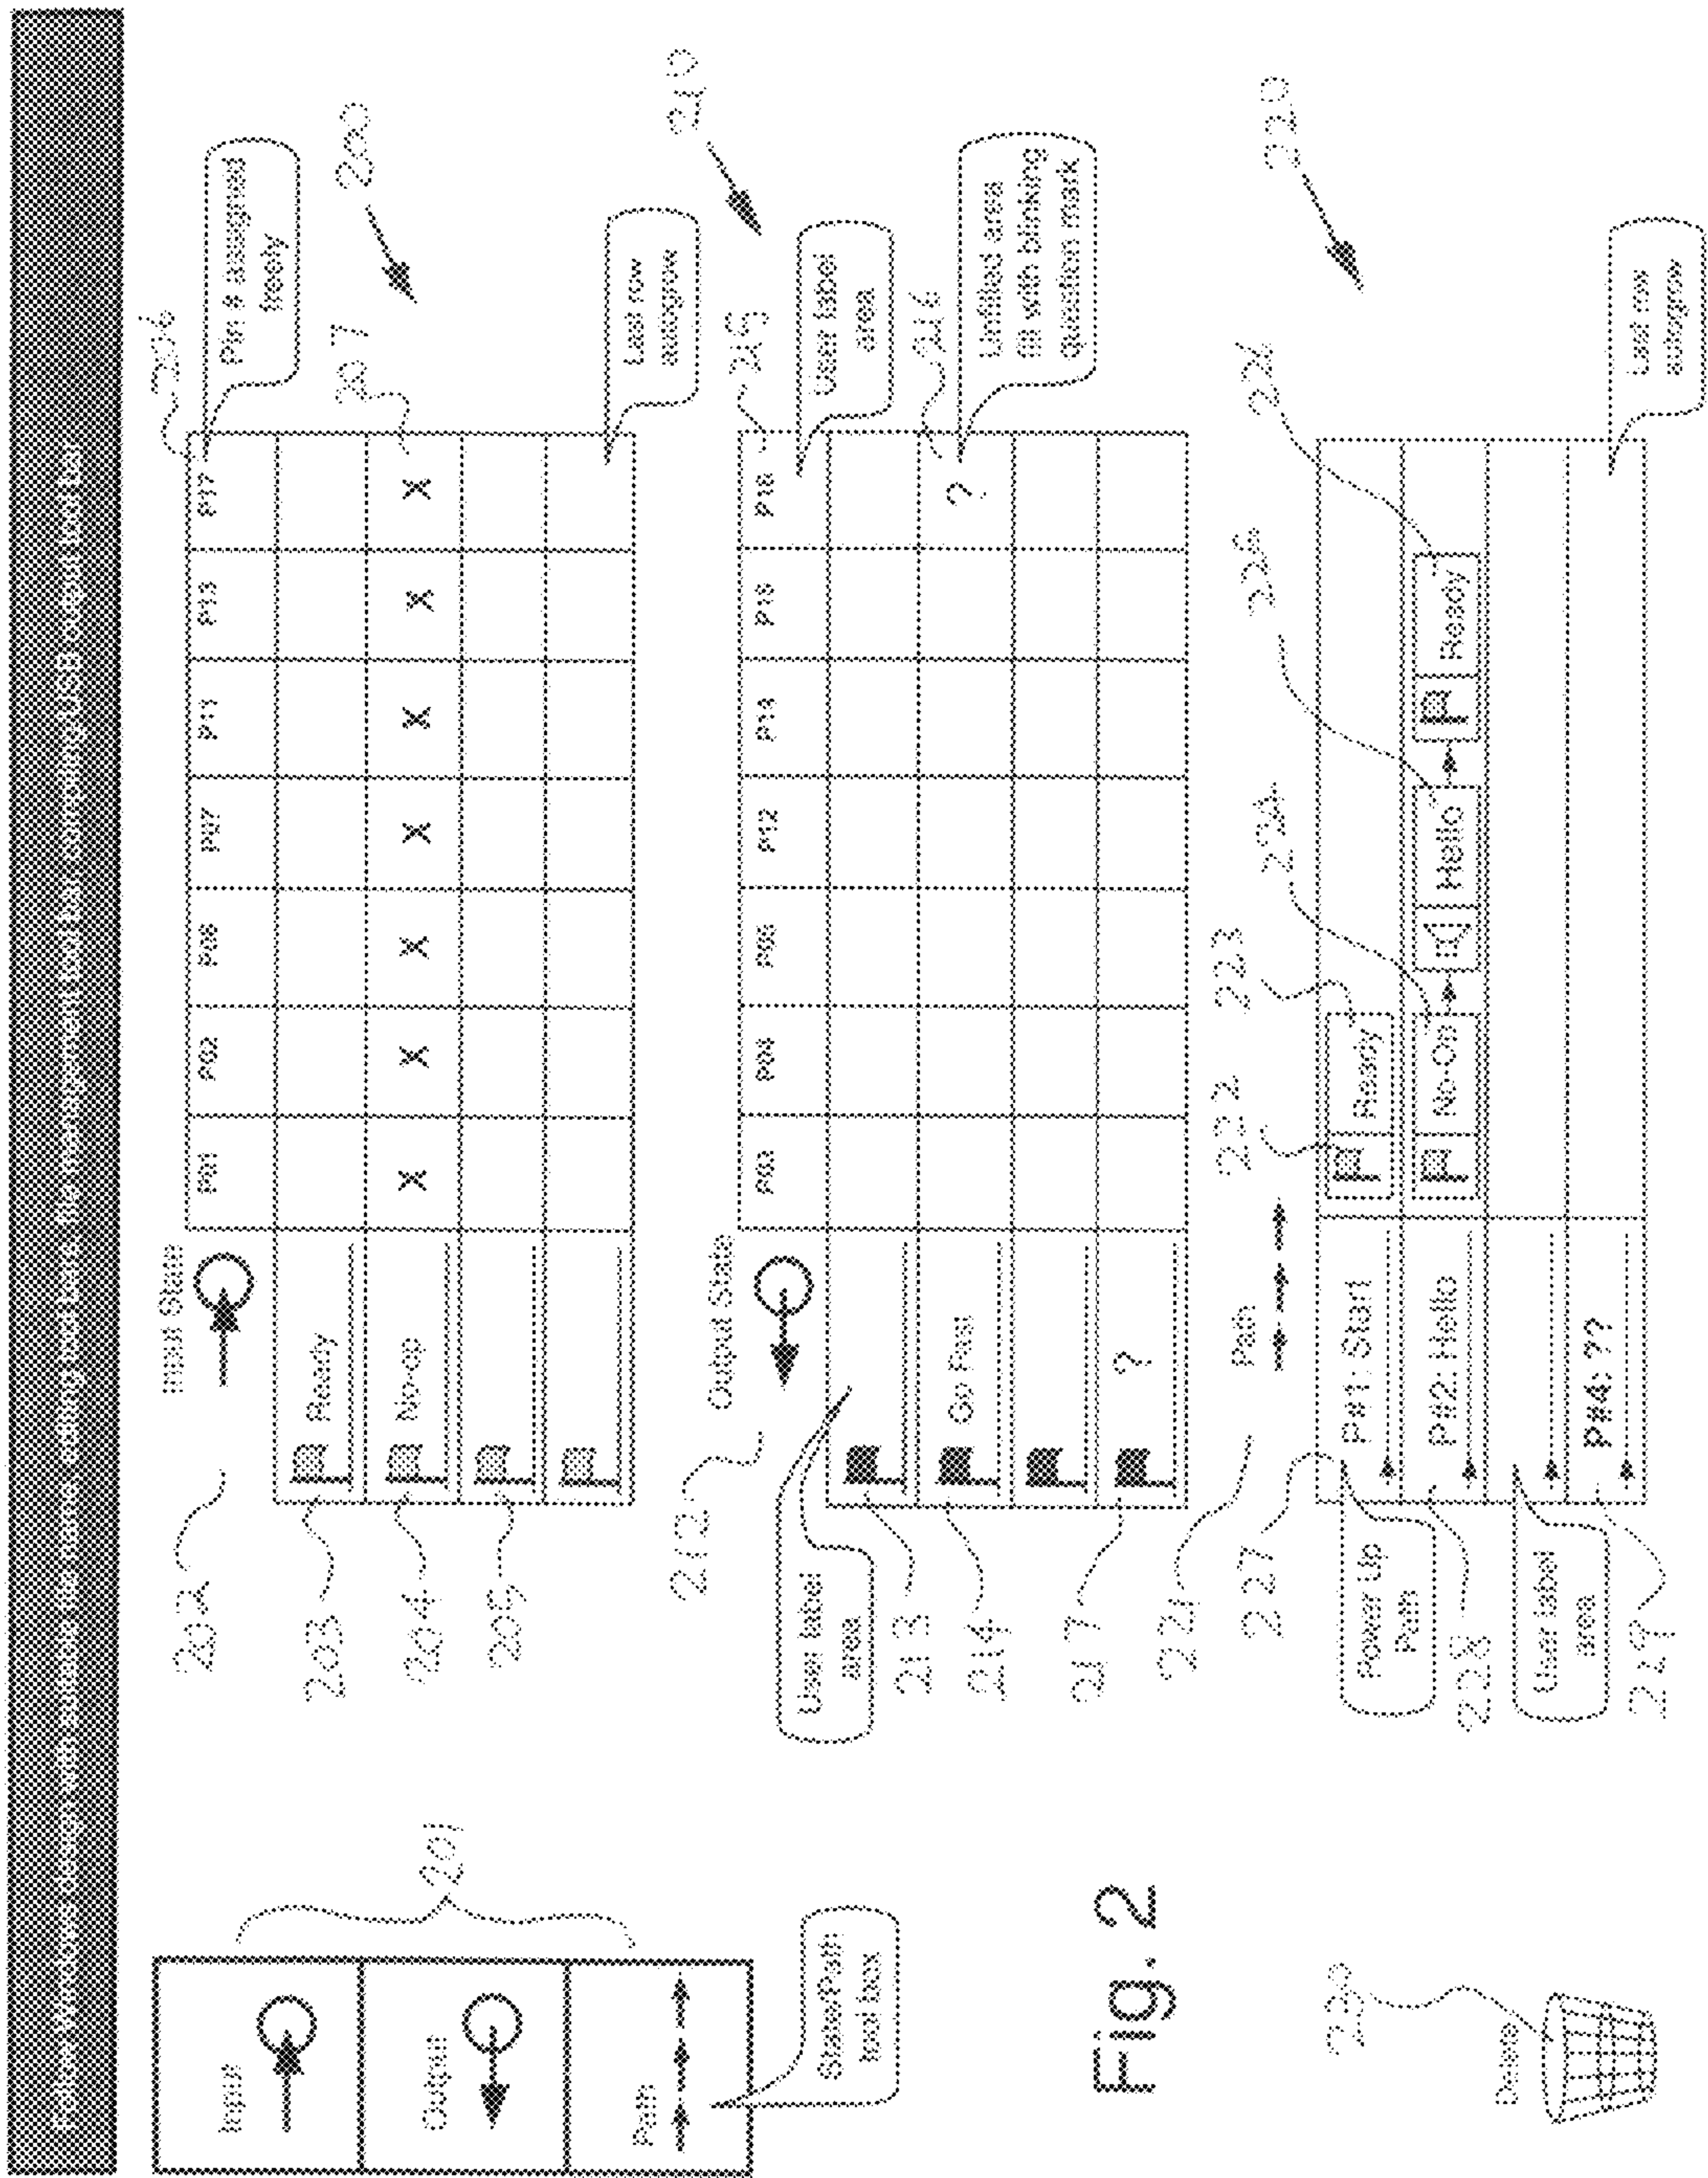 Input
Output
Path
State/Path
tool box
201
Fig. 2
Delete
230
202
Input State
P01 P02 P06 P07 P11 P13 P17
206
Pin # assigned
freely
200
203
Ready
204
No-op
X X X X X X X
207
205
Last row
autogrow
212
Output State
P03 P04 P05 P12 P14 P15 P16
215
210
User label
area
User label
area
213
214
Go Fast
?
216
Unfilled area
fill with blinking
question mark
217
?
221
Path
222
223
224
225
226
220
227
Power Up
Path
P#1: Start
Ready
228
P#2: Hello
No-Op
Hello
Ready
User label
area
P#4: ??
Last row
autogrow